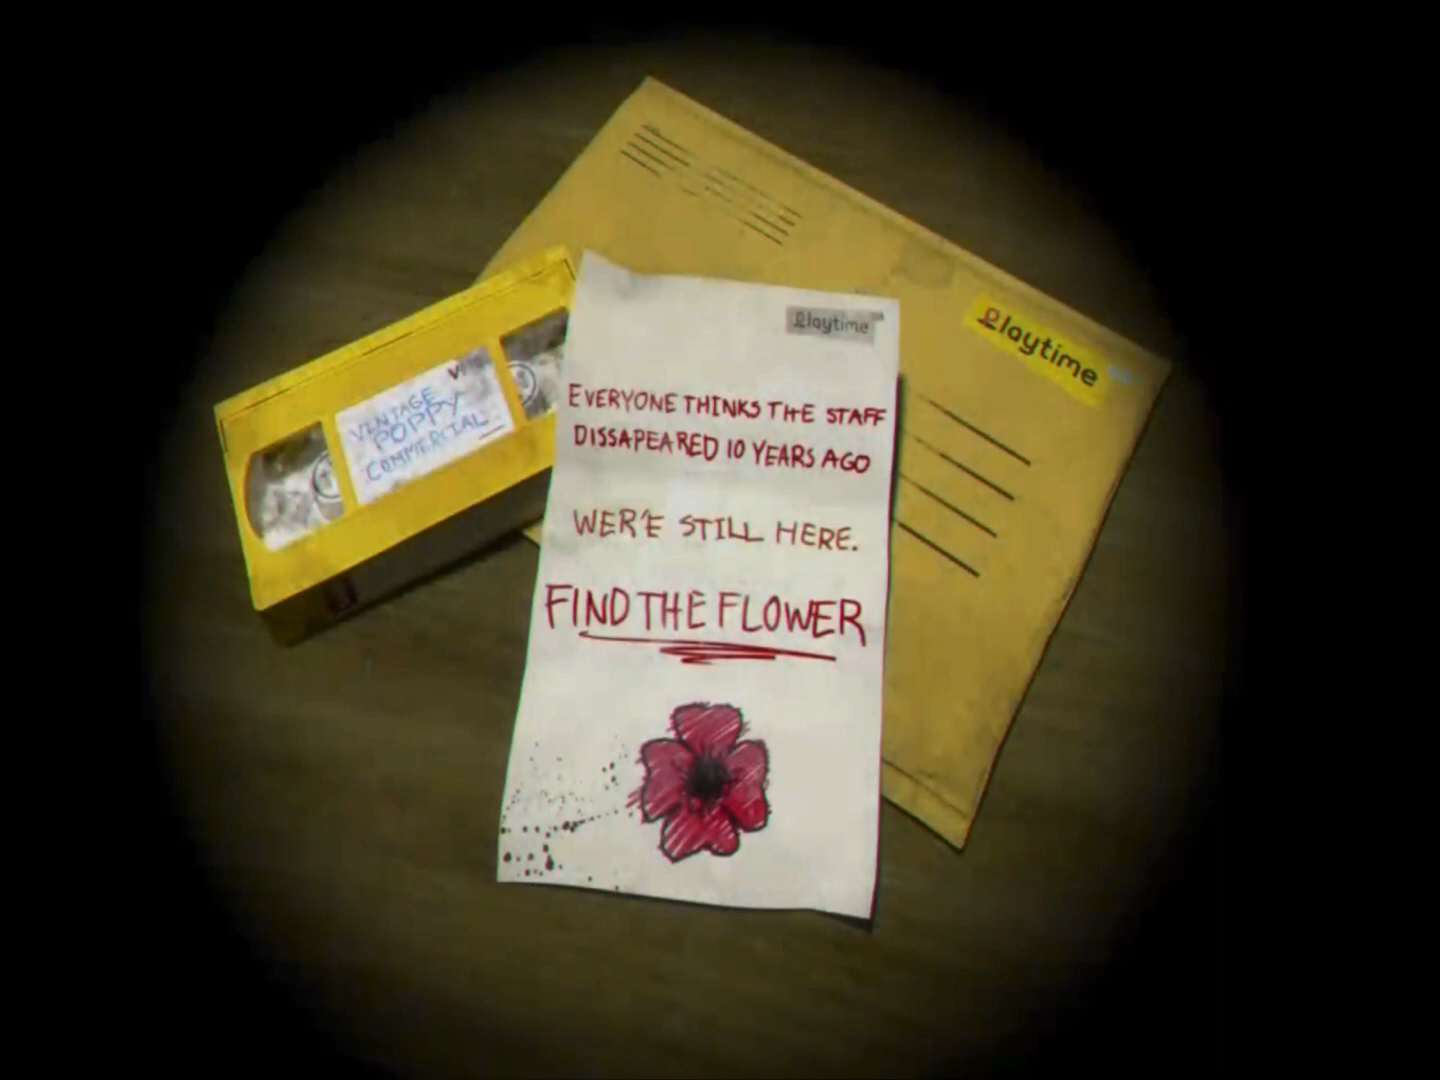 Playtime
Playtime
VINTAGE
POPPY
COMMERCIAL
EVERYONE THINKS THE STAFF
DISSAPEARED 10 YEARS AGO
WER'E STILL HERE.
FIND THE FLOWER